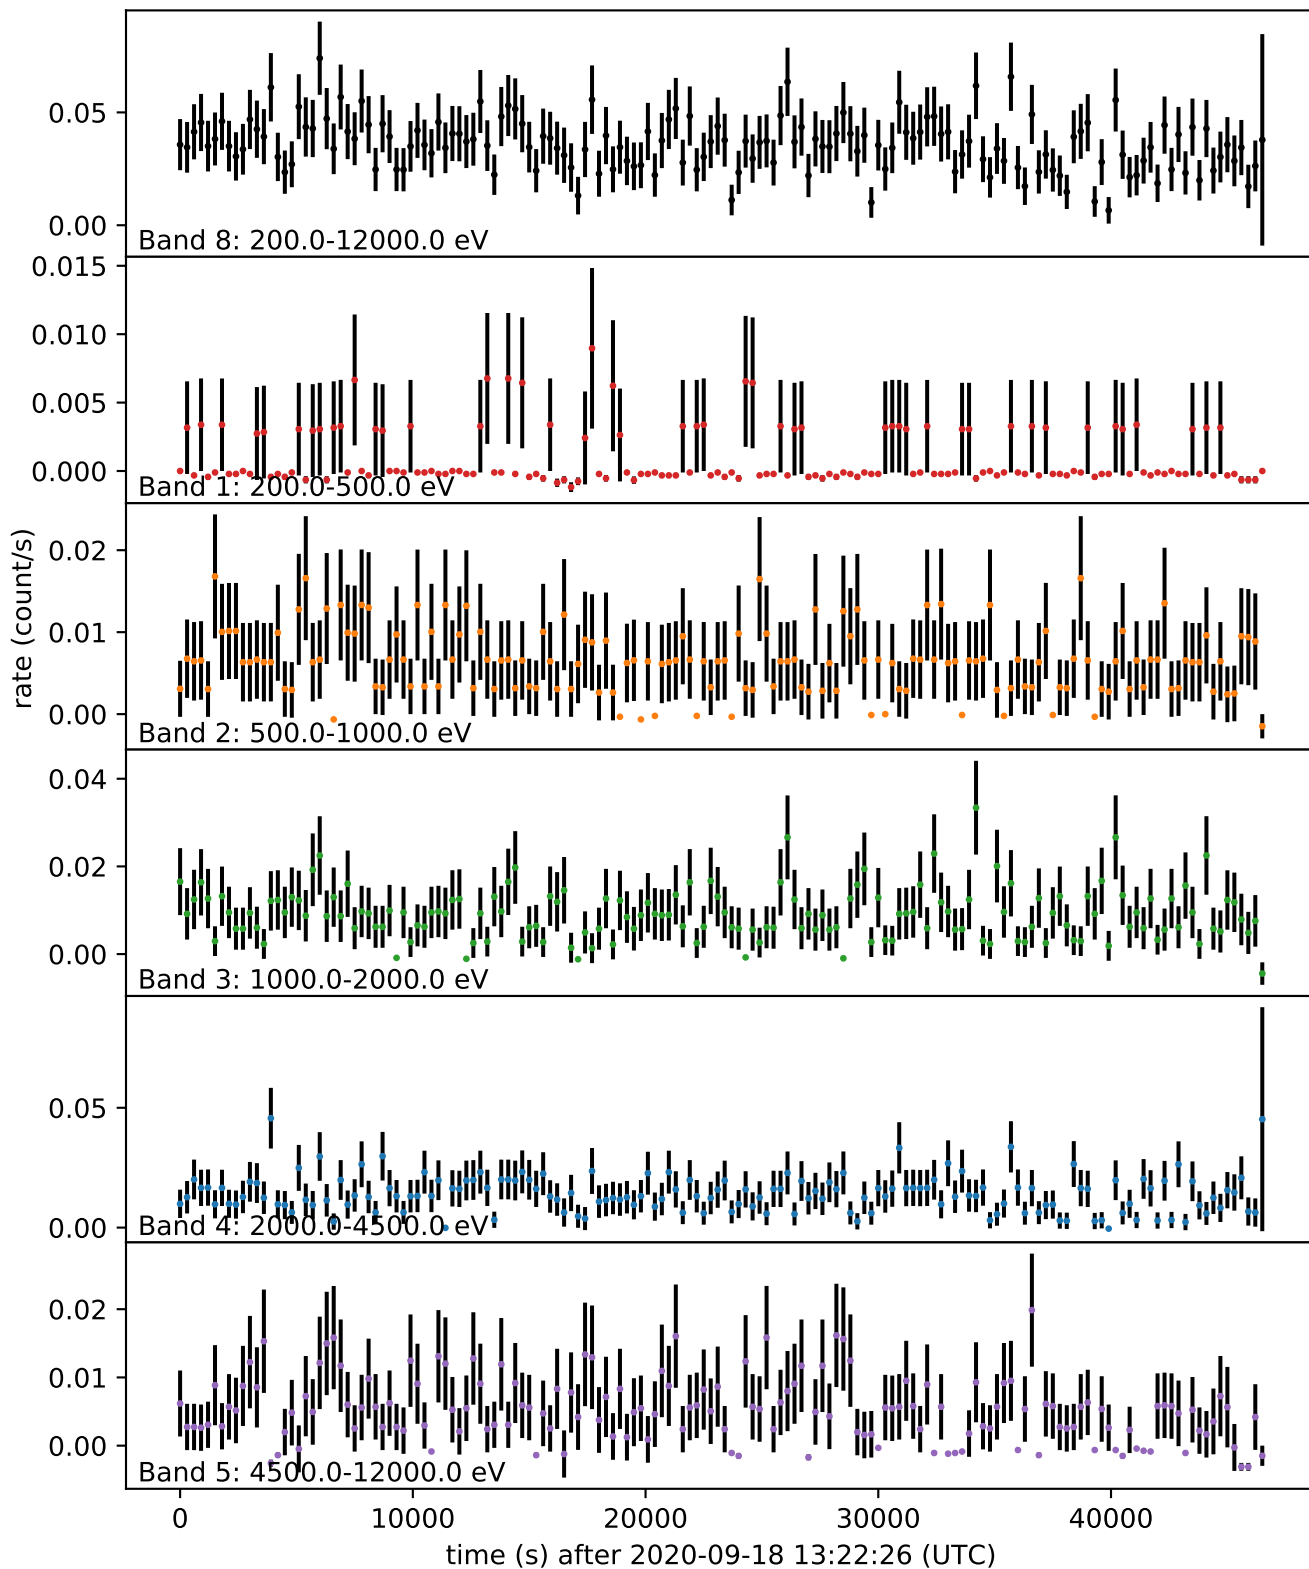 0.05
0.00
Band 8: 200.0-12000.0 eV
0.015
0.010
0.005
0.000
Band 1: 200.0-500.0 eV
rate (count/s)
0.02
0.01
0.00
Band 2: 500.0-1000.0 eV
0.04
0.02
0.00
Band 3: 1000.0-2000.0 eV
0.05
0.00
Band 4: 2000.0-4500.0 eV
0.02
0.01
0.00
Band 5: 4500.0-12000.0 eV
0 10000 20000 30000 40000
time (s) after 2020-09-18 13:22:26 (UTC)